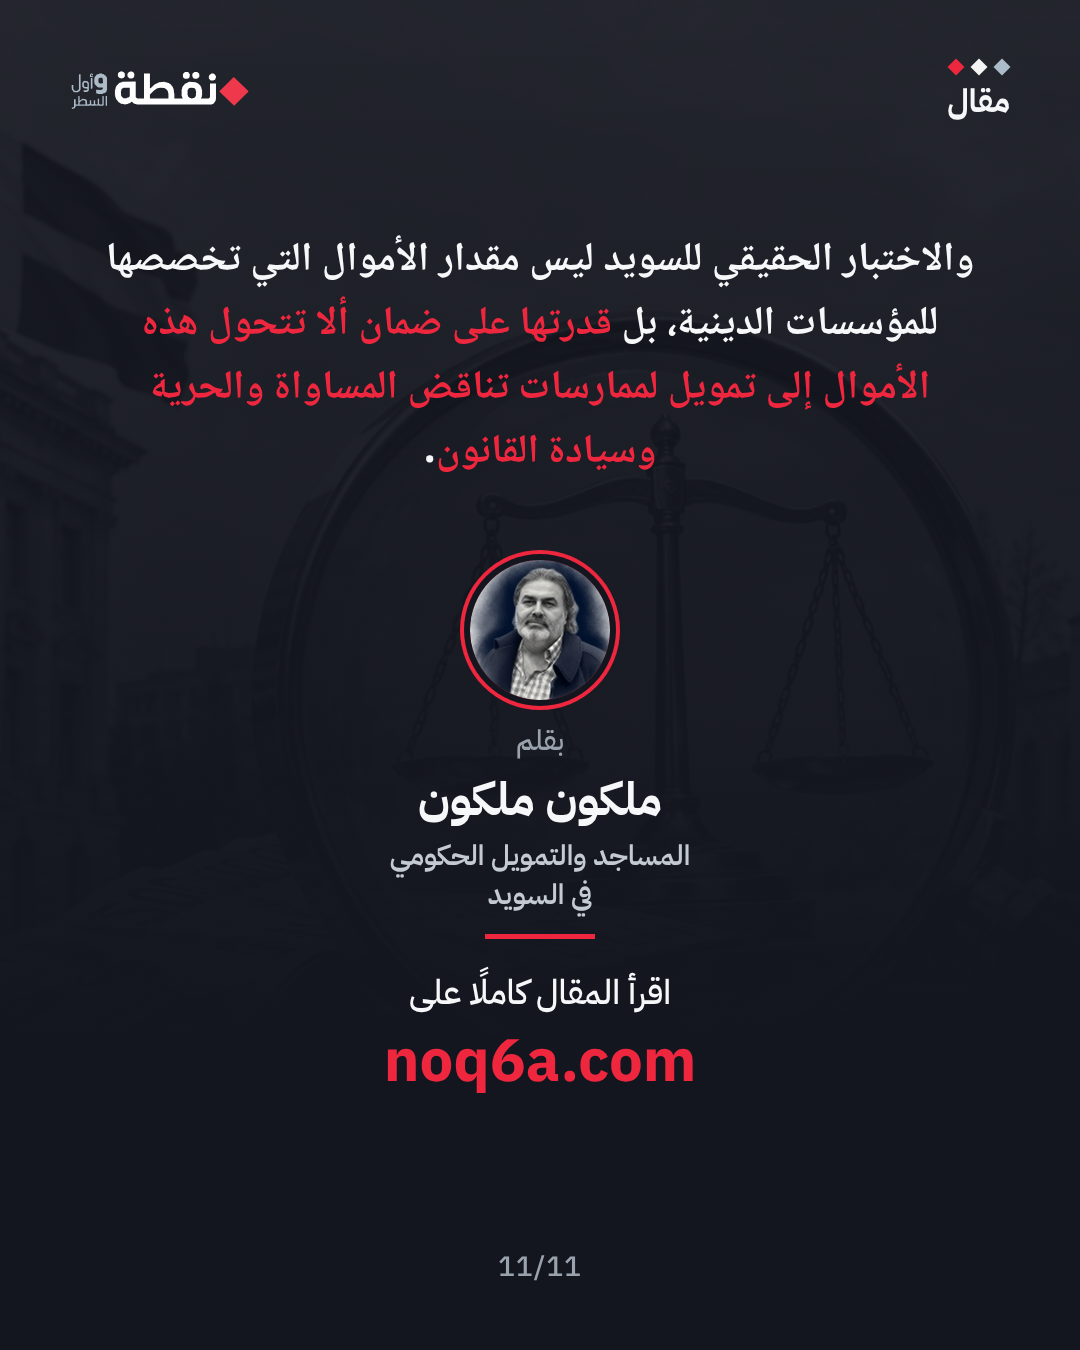 مقال
نقطة
وأول
السطر
والاختبار الحقيقي للسويد ليس مقدار الأموال التي تخصصها
للمؤسسات الدينية، بل قدرتها على ضمان ألا تتحول هذه
الأموال إلى تمويل لممارسات تناقض المساواة والحرية
وسيادة القانون.
بقلم
ملكون ملكون
المساجد والتمويل الحكومي
في السويد
اقرأ المقال كاملًا على
noq6a.com
11/11